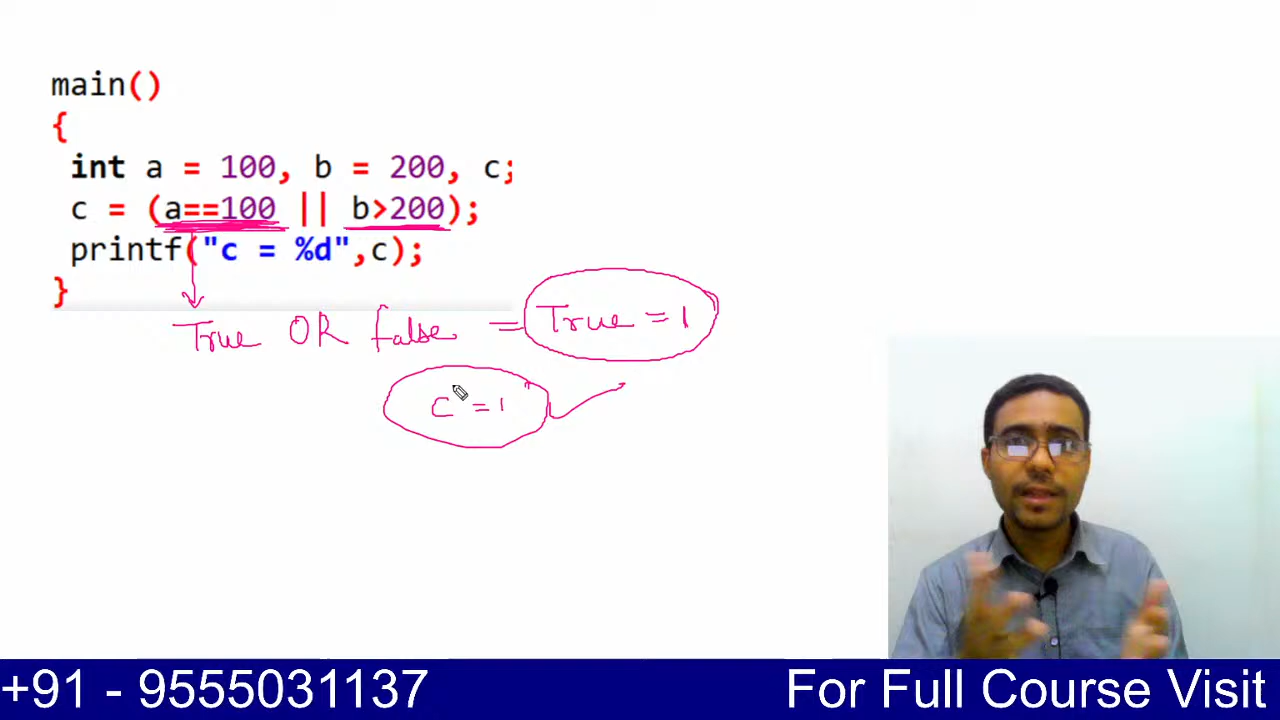 main()
{
int a = 100, b = 200, c;
c = (a==100 || b>200);
printf("c = %d",c);
}
True OR false = True = 1
c = 1
+91 - 9555031137 For Full Course Visit